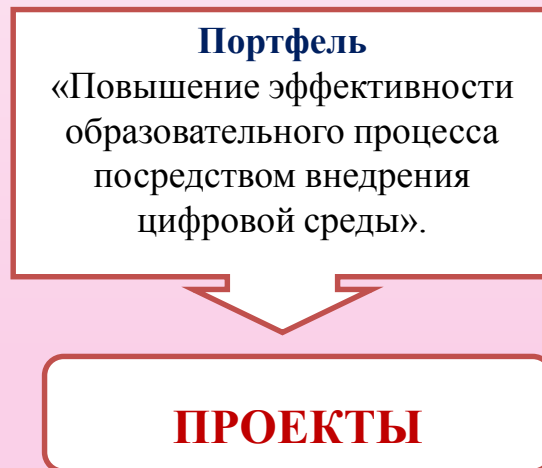 Портфель
«Повышение эффективности
образовательного процесса
посредством внедрения
цифровой среды».
ПРОЕКТЫ